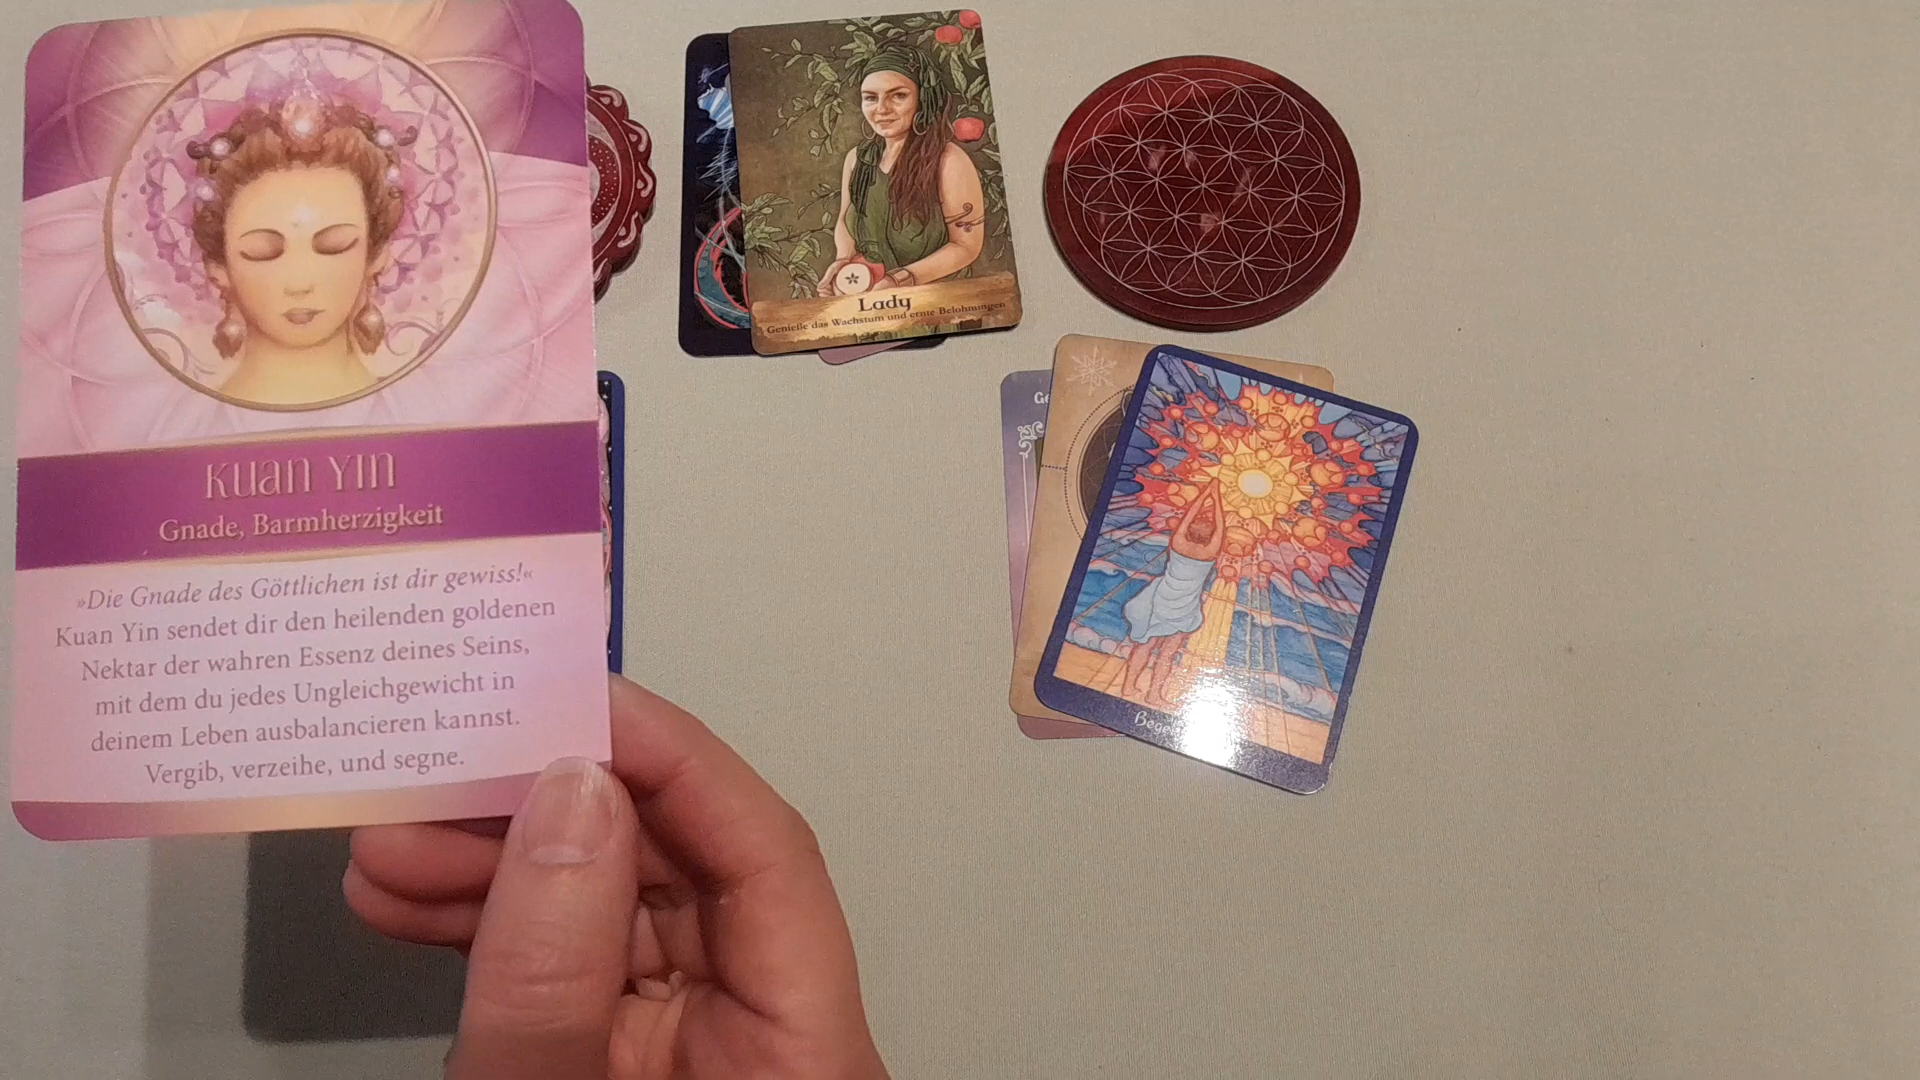 KUAN YIN
Gnade, Barmherzigkeit
»Die Gnade des Göttlichen ist dir gewiss!«
Kuan Yin sendet dir den heilenden goldenen
Nektar der wahren Essenz deines Seins,
mit dem du jedes Ungleichgewicht in
deinem Leben ausbalancieren kannst.
Vergib, verzeihe, und segne.
Lady
Genieße das Wachstum und ernte Belohnungen